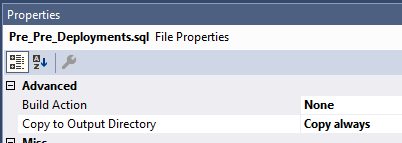 Properties
Pre_Pre_Deployments.sql File Properties
Advanced
Build Action None
Copy to Output Directory Copy always
Misc